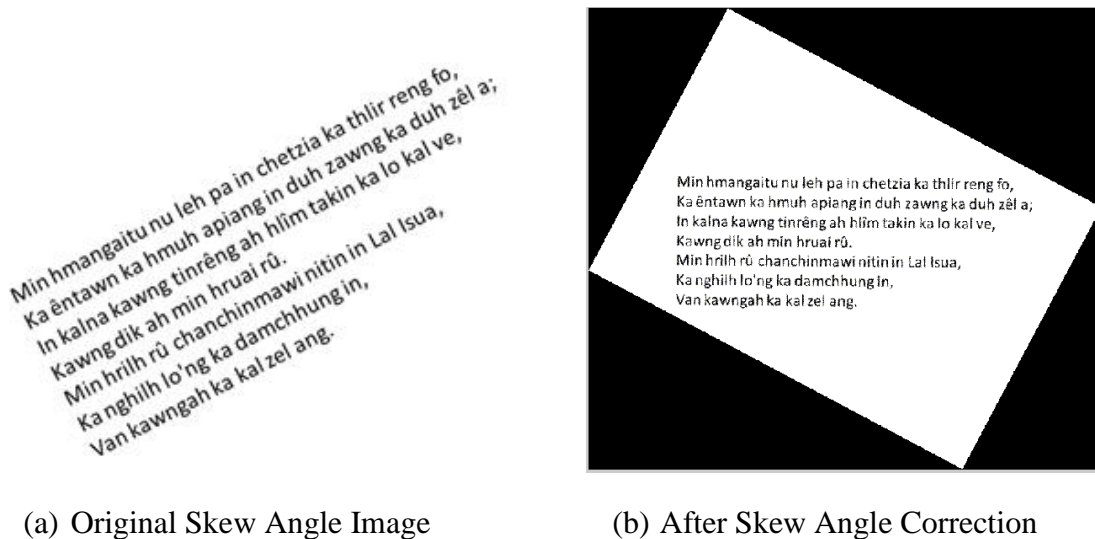 Min hmangaitu nu leh pa in chetzia ka thlir reng fo,
Ka êntawn ka hmuh apiang in duh zawng ka duh zêl a;
In kalna kawng tinrêng ah hlîm takin ka lo kal ve,
Kawng dik ah min hruai rû.
Min hrilh rû chanchinmawi nitin in Lal Isua,
Ka nghilh lo'ng ka damchhung in,
Van kawngah ka kal zel ang.
Min hmangaitu nu leh pa in chetzia ka thlir reng fo,
Ka êntawn ka hmuh apiang in duh zawng ka duh zêl a;
In kalna kawng tinrêng ah hlîm takin ka lo kal ve,
Kawng dik ah min hruai rû.
Min hrilh rû chanchinmawi nitin in Lal Isua,
Ka nghilh lo'ng ka damchhung in,
Van kawngah ka kal zel ang.
(a) Original Skew Angle Image
(b) After Skew Angle Correction